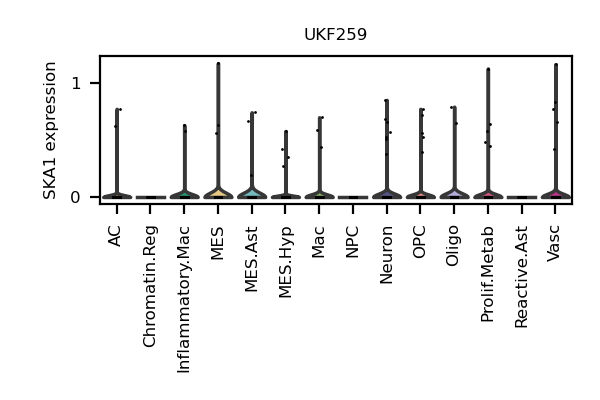 UKF259
SKA1 expression
1
0
AC
Chromatin.Reg
Inflammatory.Mac
MES
MES.Ast
MES.Hyp
Mac
NPC
Neuron
OPC
Oligo
Prolif.Metab
Reactive.Ast
Vasc